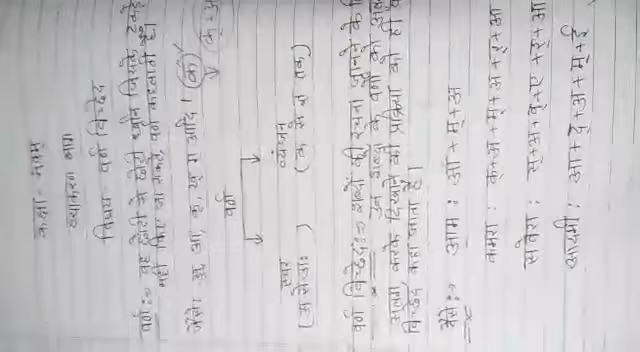 कक्षा- नवम्
व्याकरण भाग
विषय- वर्ण विच्छेद
वर्ण:→ वह छोटी से छोटी ध्वनि जिसके टुकड़े
नहीं किए जा सकते, वर्ण कहलाती है।
जैसे: अ, आ, क्, ख्, ग् आदि। (क)
क्+अ
वर्ण
स्वर व्यंजन
(अ से अः) (क से ज्ञ तक)
वर्ण विच्छेद:→ शब्दों की रचना जानने के
उन शब्दों के वर्णों को
अलग करके दिखाने की प्रक्रिया को ही
विच्छेद कहा जाता है।
जैसे:→ आम : आ+म्+अ
कमरा : क्+अ+म्+अ+र्+आ
सवेरा : स्+अ+व्+ए+र्+आ
आदमी : आ+द्+अ+म्+ई